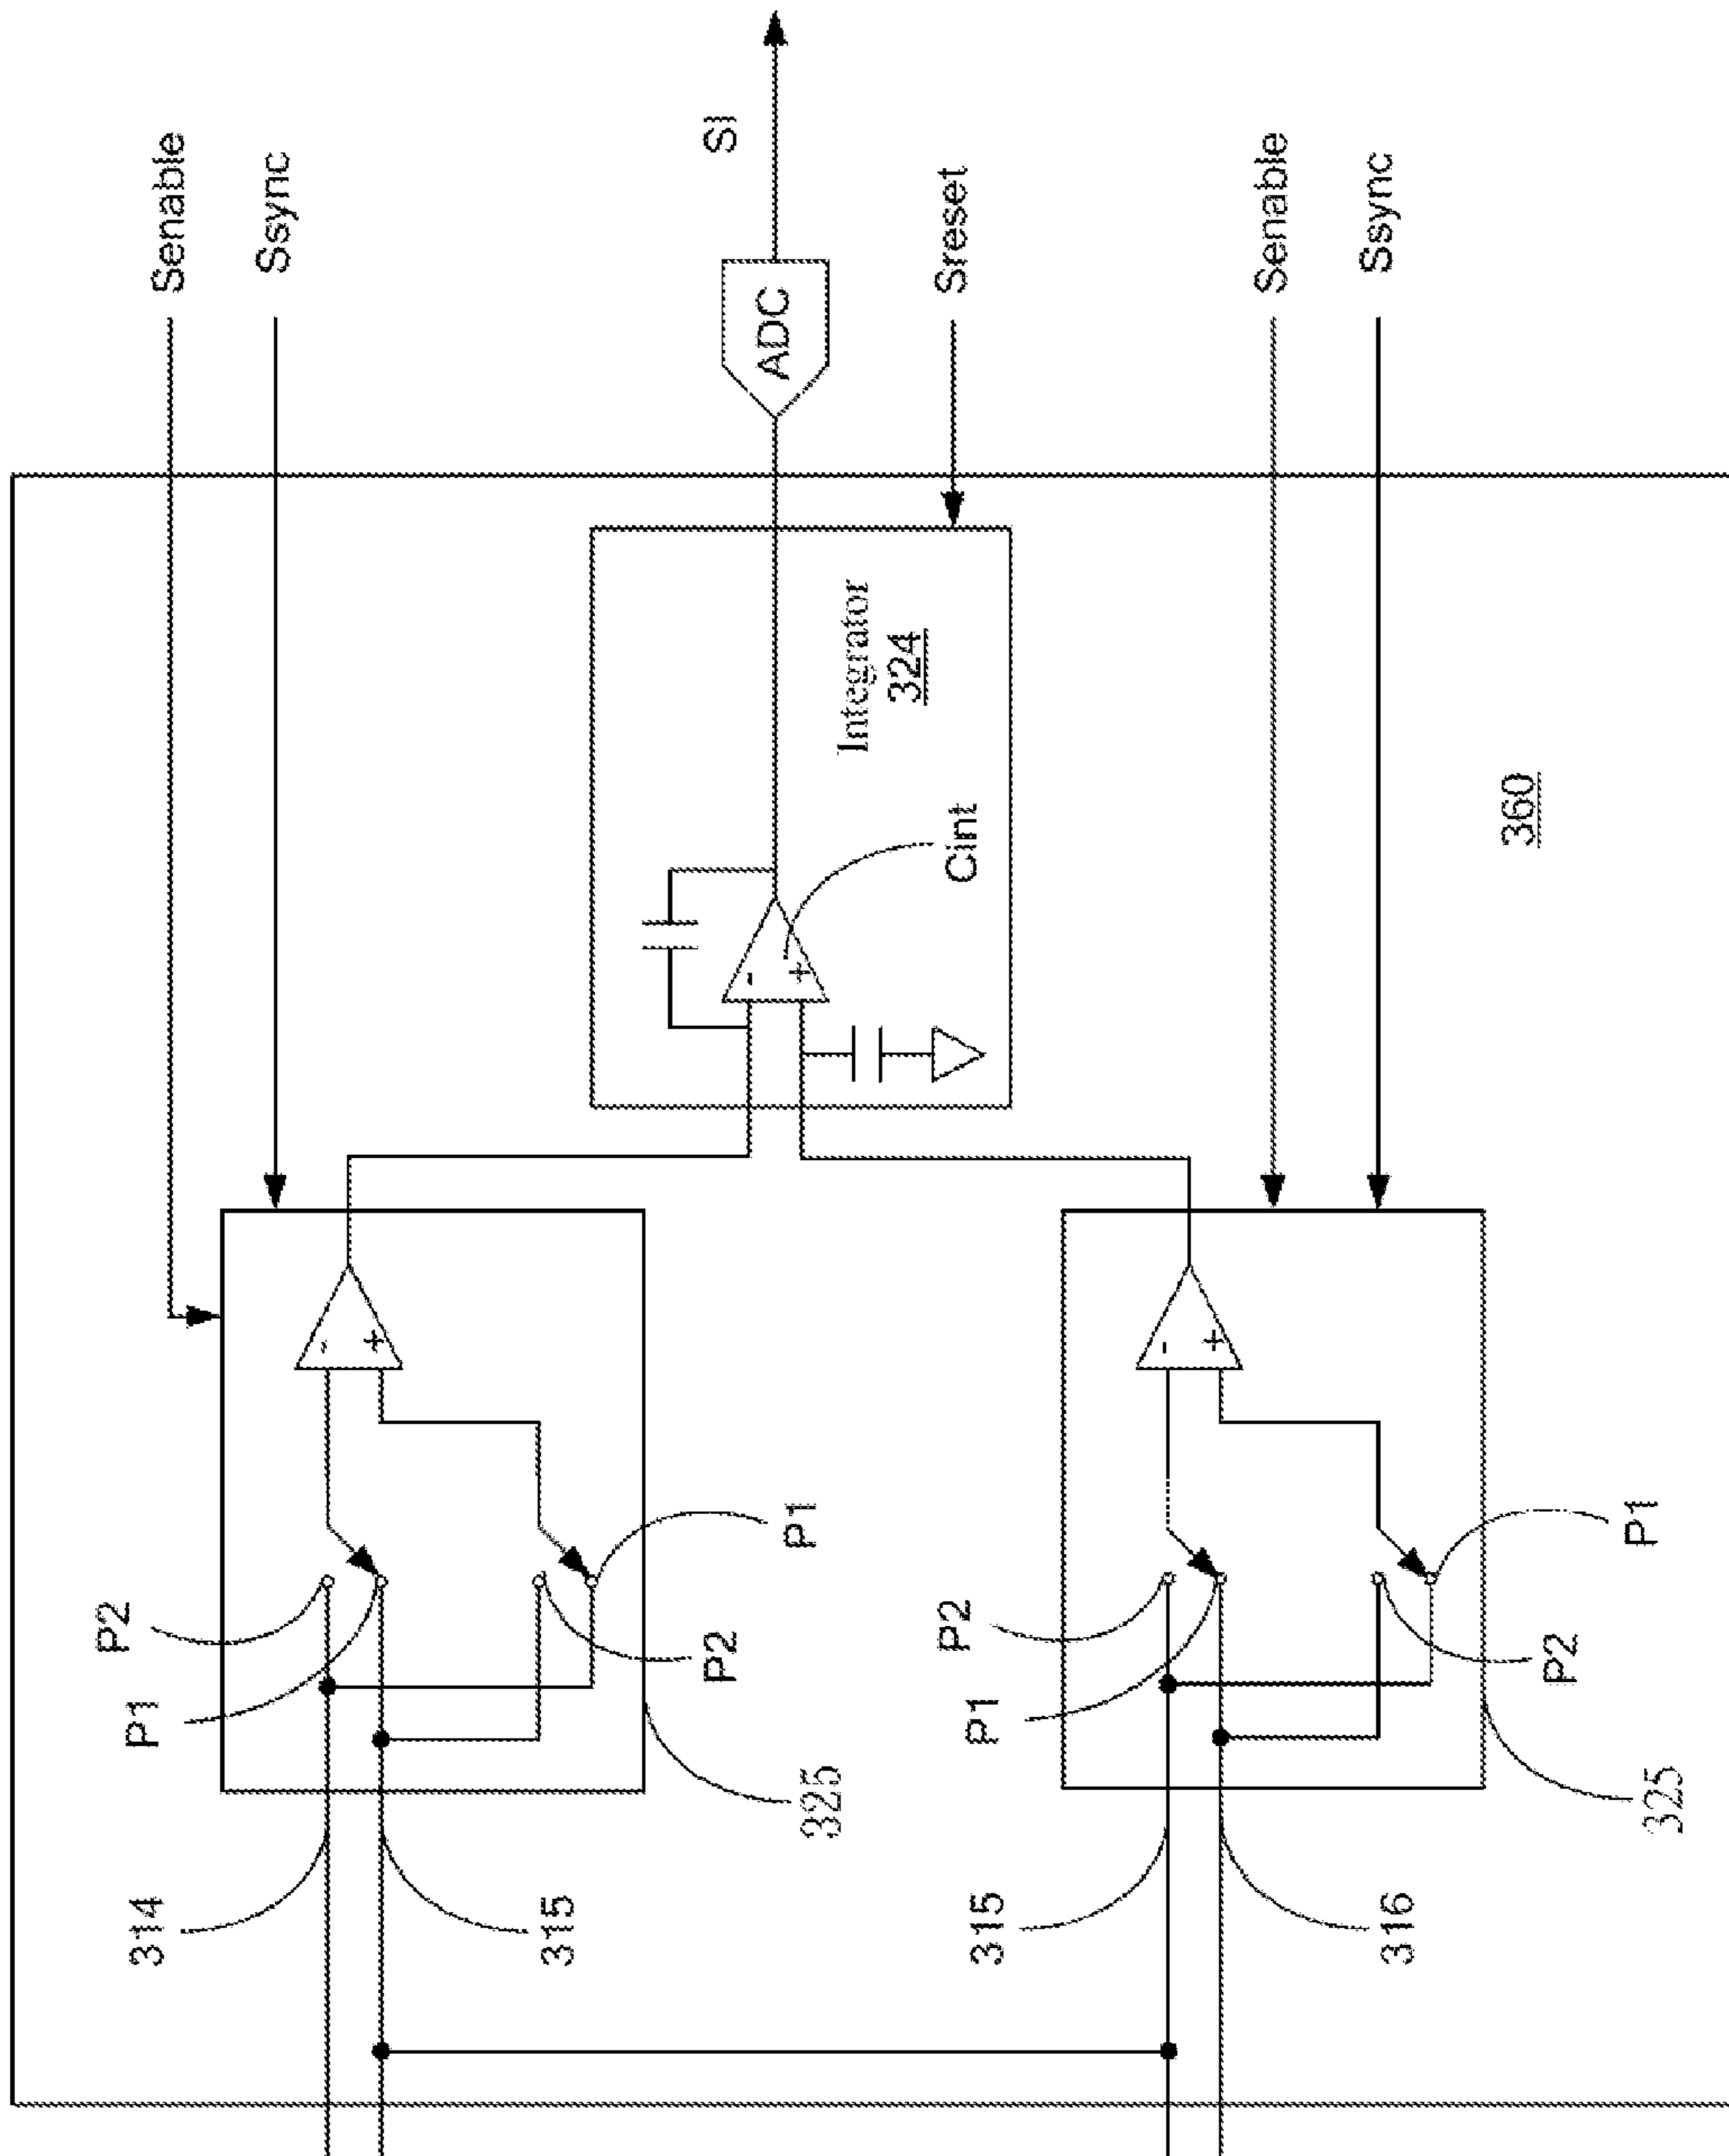 Senable
Ssync
SI
ADC
Sreset
Senable
Ssync
Integrator
324
Cint
360
-
+
-
+
-
+
P2
P1
P1
P2
325
314
315
P2
P1
P1
P2
325
315
316